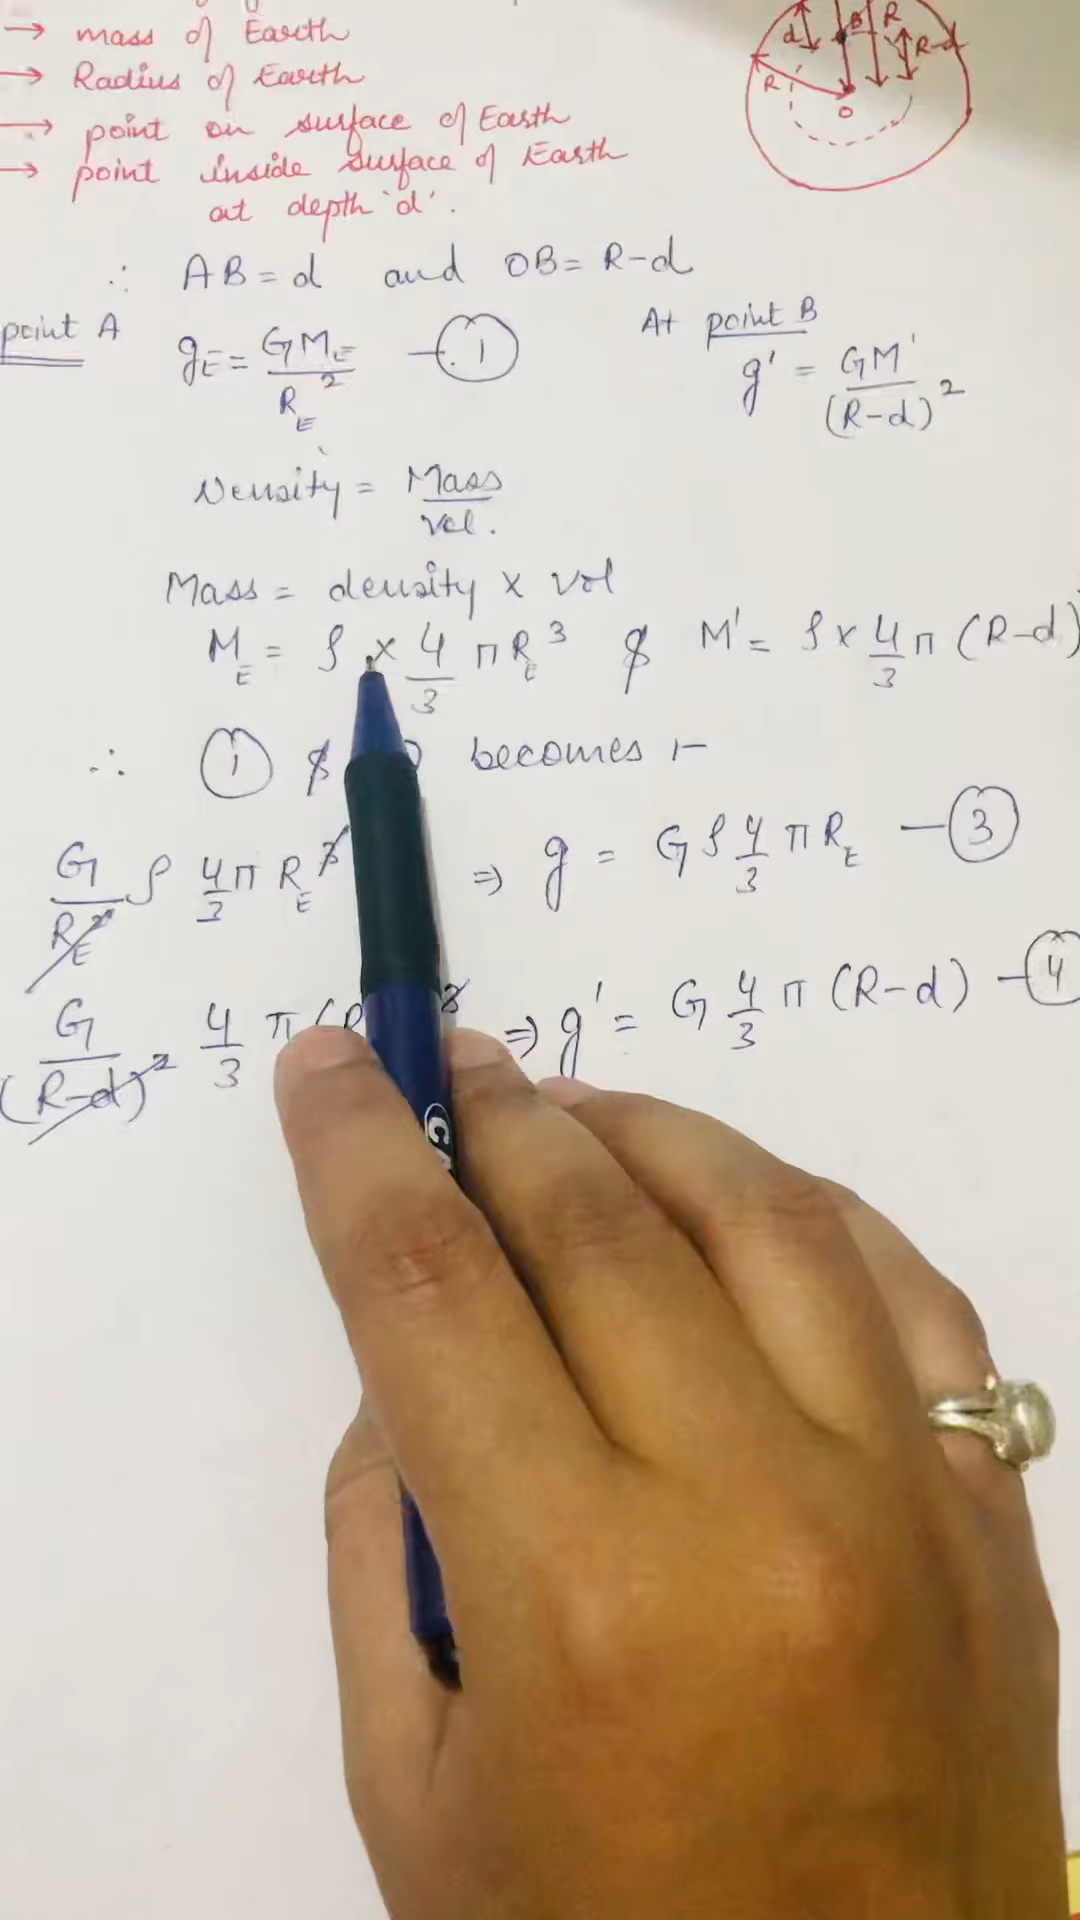 → mass of Earth
→ Radius of Earth
→ point on surface of Earth
→ point inside surface of Earth
at depth 'd'.
d B R R-d
R
O
∴ AB = d and OB = R-d
point A
g_E = GM_E / R_E² — ①
At point B
g' = GM' / (R-d)²
Density = Mass / Vol.
Mass = density × vol
M_E = ρ × 4/3 π R_E³ & M' = ρ × 4/3 π (R-d)
∴ ① & becomes :-
G/R_E² ρ 4/3 π R_E³ ⇒ g = G ρ 4/3 π R_E — ③
G/(R-d)² 4/3 π (R 3 ⇒ g' = G 4/3 π (R-d) — ④